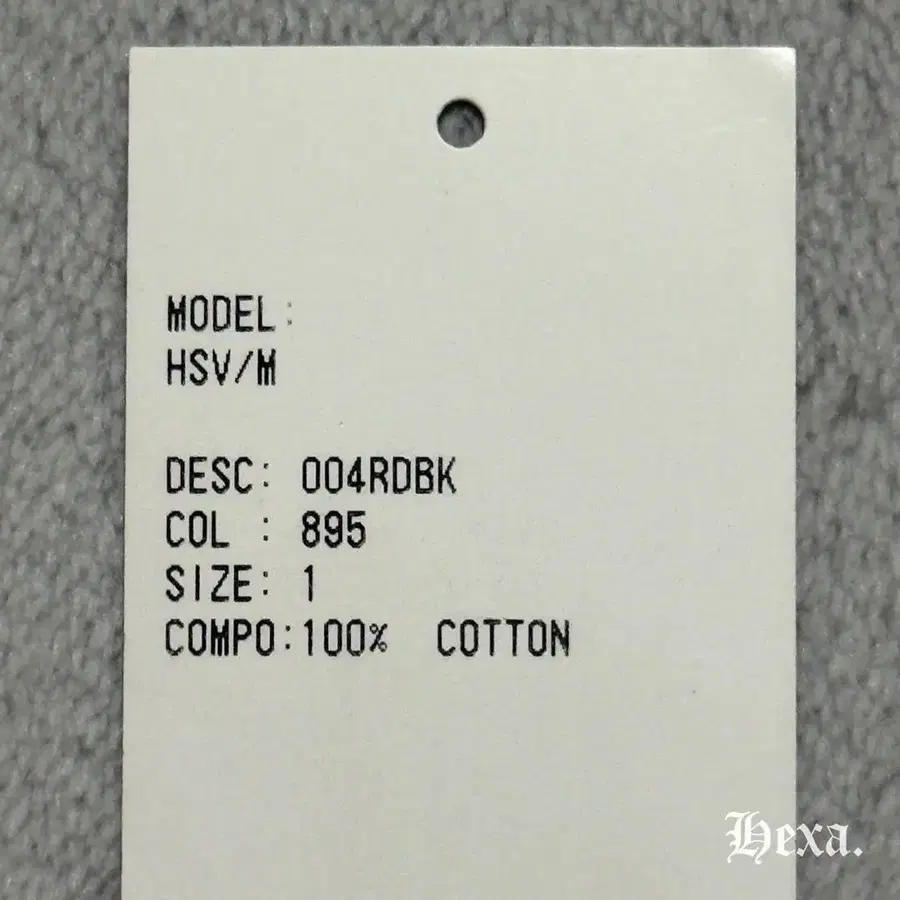 MODEL:
HSV/M
DESC: 004RDBK
COL : 895
SIZE: 1
COMPO:100% COTTON
Hexa.